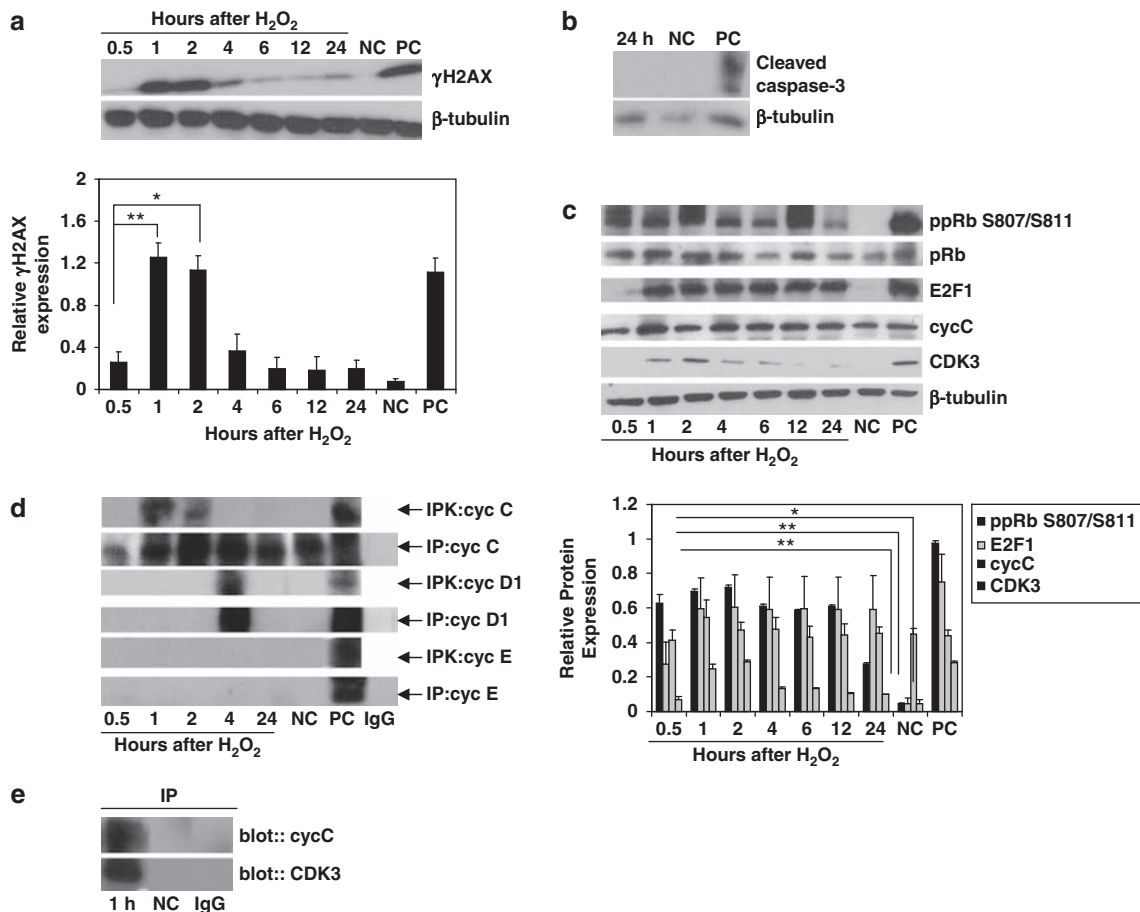 a
Hours after H₂O₂
0.5 1 2 4 6 12 24 NC PC
γH2AX
β-tubulin
2
1.6
1.2
0.8
0.4
0
Relative γH2AX
expression
*
**
0.5 1 2 4 6 12 24 NC PC
Hours after H₂O₂
b
24 h NC PC
Cleaved
caspase-3
β-tubulin
c
ppRb S807/S811
pRb
E2F1
cycC
CDK3
β-tubulin
0.5 1 2 4 6 12 24 NC PC
Hours after H₂O₂
1.2
1
0.8
0.6
0.4
0.2
0
Relative Protein
Expression
*
**
**
ppRb S807/S811
E2F1
cycC
CDK3
0.5 1 2 4 6 12 24 NC PC
Hours after H₂O₂
d
IPK:cyc C
IP:cyc C
IPK:cyc D1
IP:cyc D1
IPK:cyc E
IP:cyc E
0.5 1 2 4 24 NC PC IgG
Hours after H₂O₂
e
IP
blot:: cycC
blot:: CDK3
1 h NC IgG